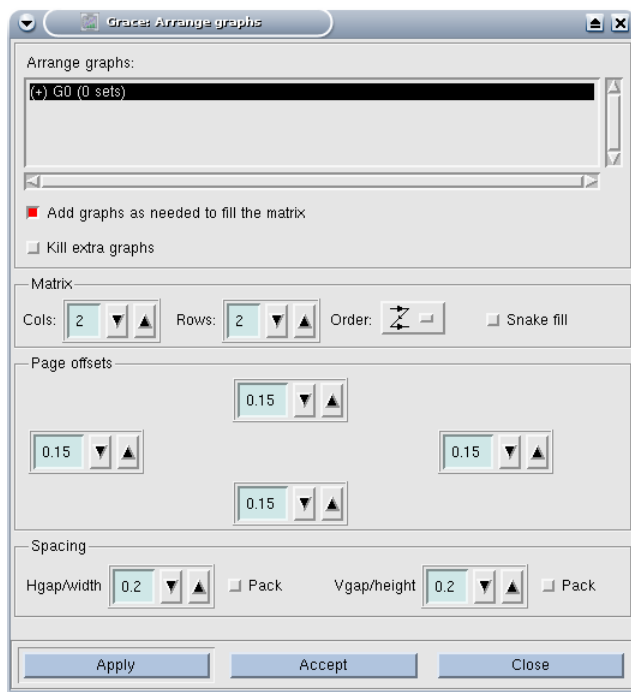 Grace: Arrange graphs
Arrange graphs:
(+) G0 (0 sets)
Add graphs as needed to fill the matrix
Kill extra graphs
Matrix
Cols: 2 Rows: 2 Order: Snake fill
Page offsets
0.15
0.15 0.15
0.15
Spacing
Hgap/width 0.2 Pack Vgap/height 0.2 Pack
Apply Accept Close